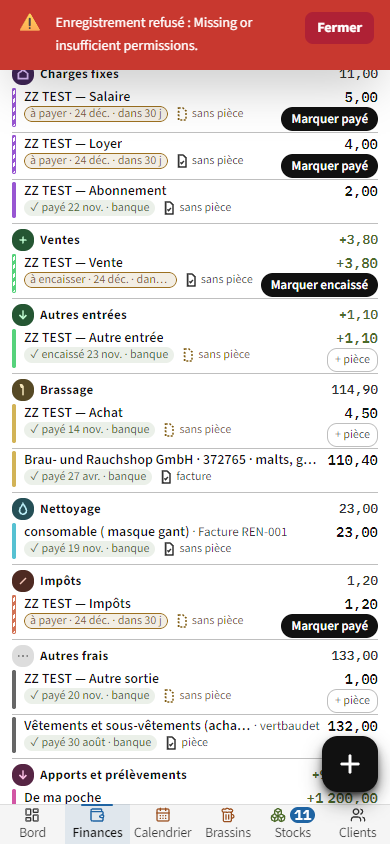 Enregistrement refusé : Missing or
insufficient permissions.
Fermer
Charges fixes 11,00
ZZ TEST — Salaire 5,00
à payer · 24 déc. · dans 30 j sans pièce Marquer payé
ZZ TEST — Loyer 4,00
à payer · 24 déc. · dans 30 j sans pièce Marquer payé
ZZ TEST — Abonnement 2,00
✓ payé 22 nov. · banque sans pièce
Ventes +3,80
ZZ TEST — Vente +3,80
à encaisser · 24 déc. · dan… sans pièce Marquer encaissé
Autres entrées +1,10
ZZ TEST — Autre entrée +1,10
✓ encaissé 23 nov. · banque sans pièce + pièce
Brassage 114,90
ZZ TEST — Achat 4,50
✓ payé 14 nov. · banque sans pièce + pièce
Brau- und Rauchshop GmbH · 372765 · malts, g… 110,40
✓ payé 27 avr. · banque facture
Nettoyage 23,00
consomable ( masque gant) · Facture REN-001 23,00
✓ payé 19 nov. · banque sans pièce
Impôts 1,20
ZZ TEST — Impôts 1,20
à payer · 24 déc. · dans 30 j sans pièce Marquer payé
Autres frais 133,00
ZZ TEST — Autre sortie 1,00
✓ payé 20 nov. · banque sans pièce + pièce
Vêtements et sous-vêtements (acha… · vertbaudet 132,00
✓ payé 30 août · banque pièce
Apports et prélèvements
De ma poche +1 200,00
Bord Finances Calendrier Brassins Stocks 11 Clients